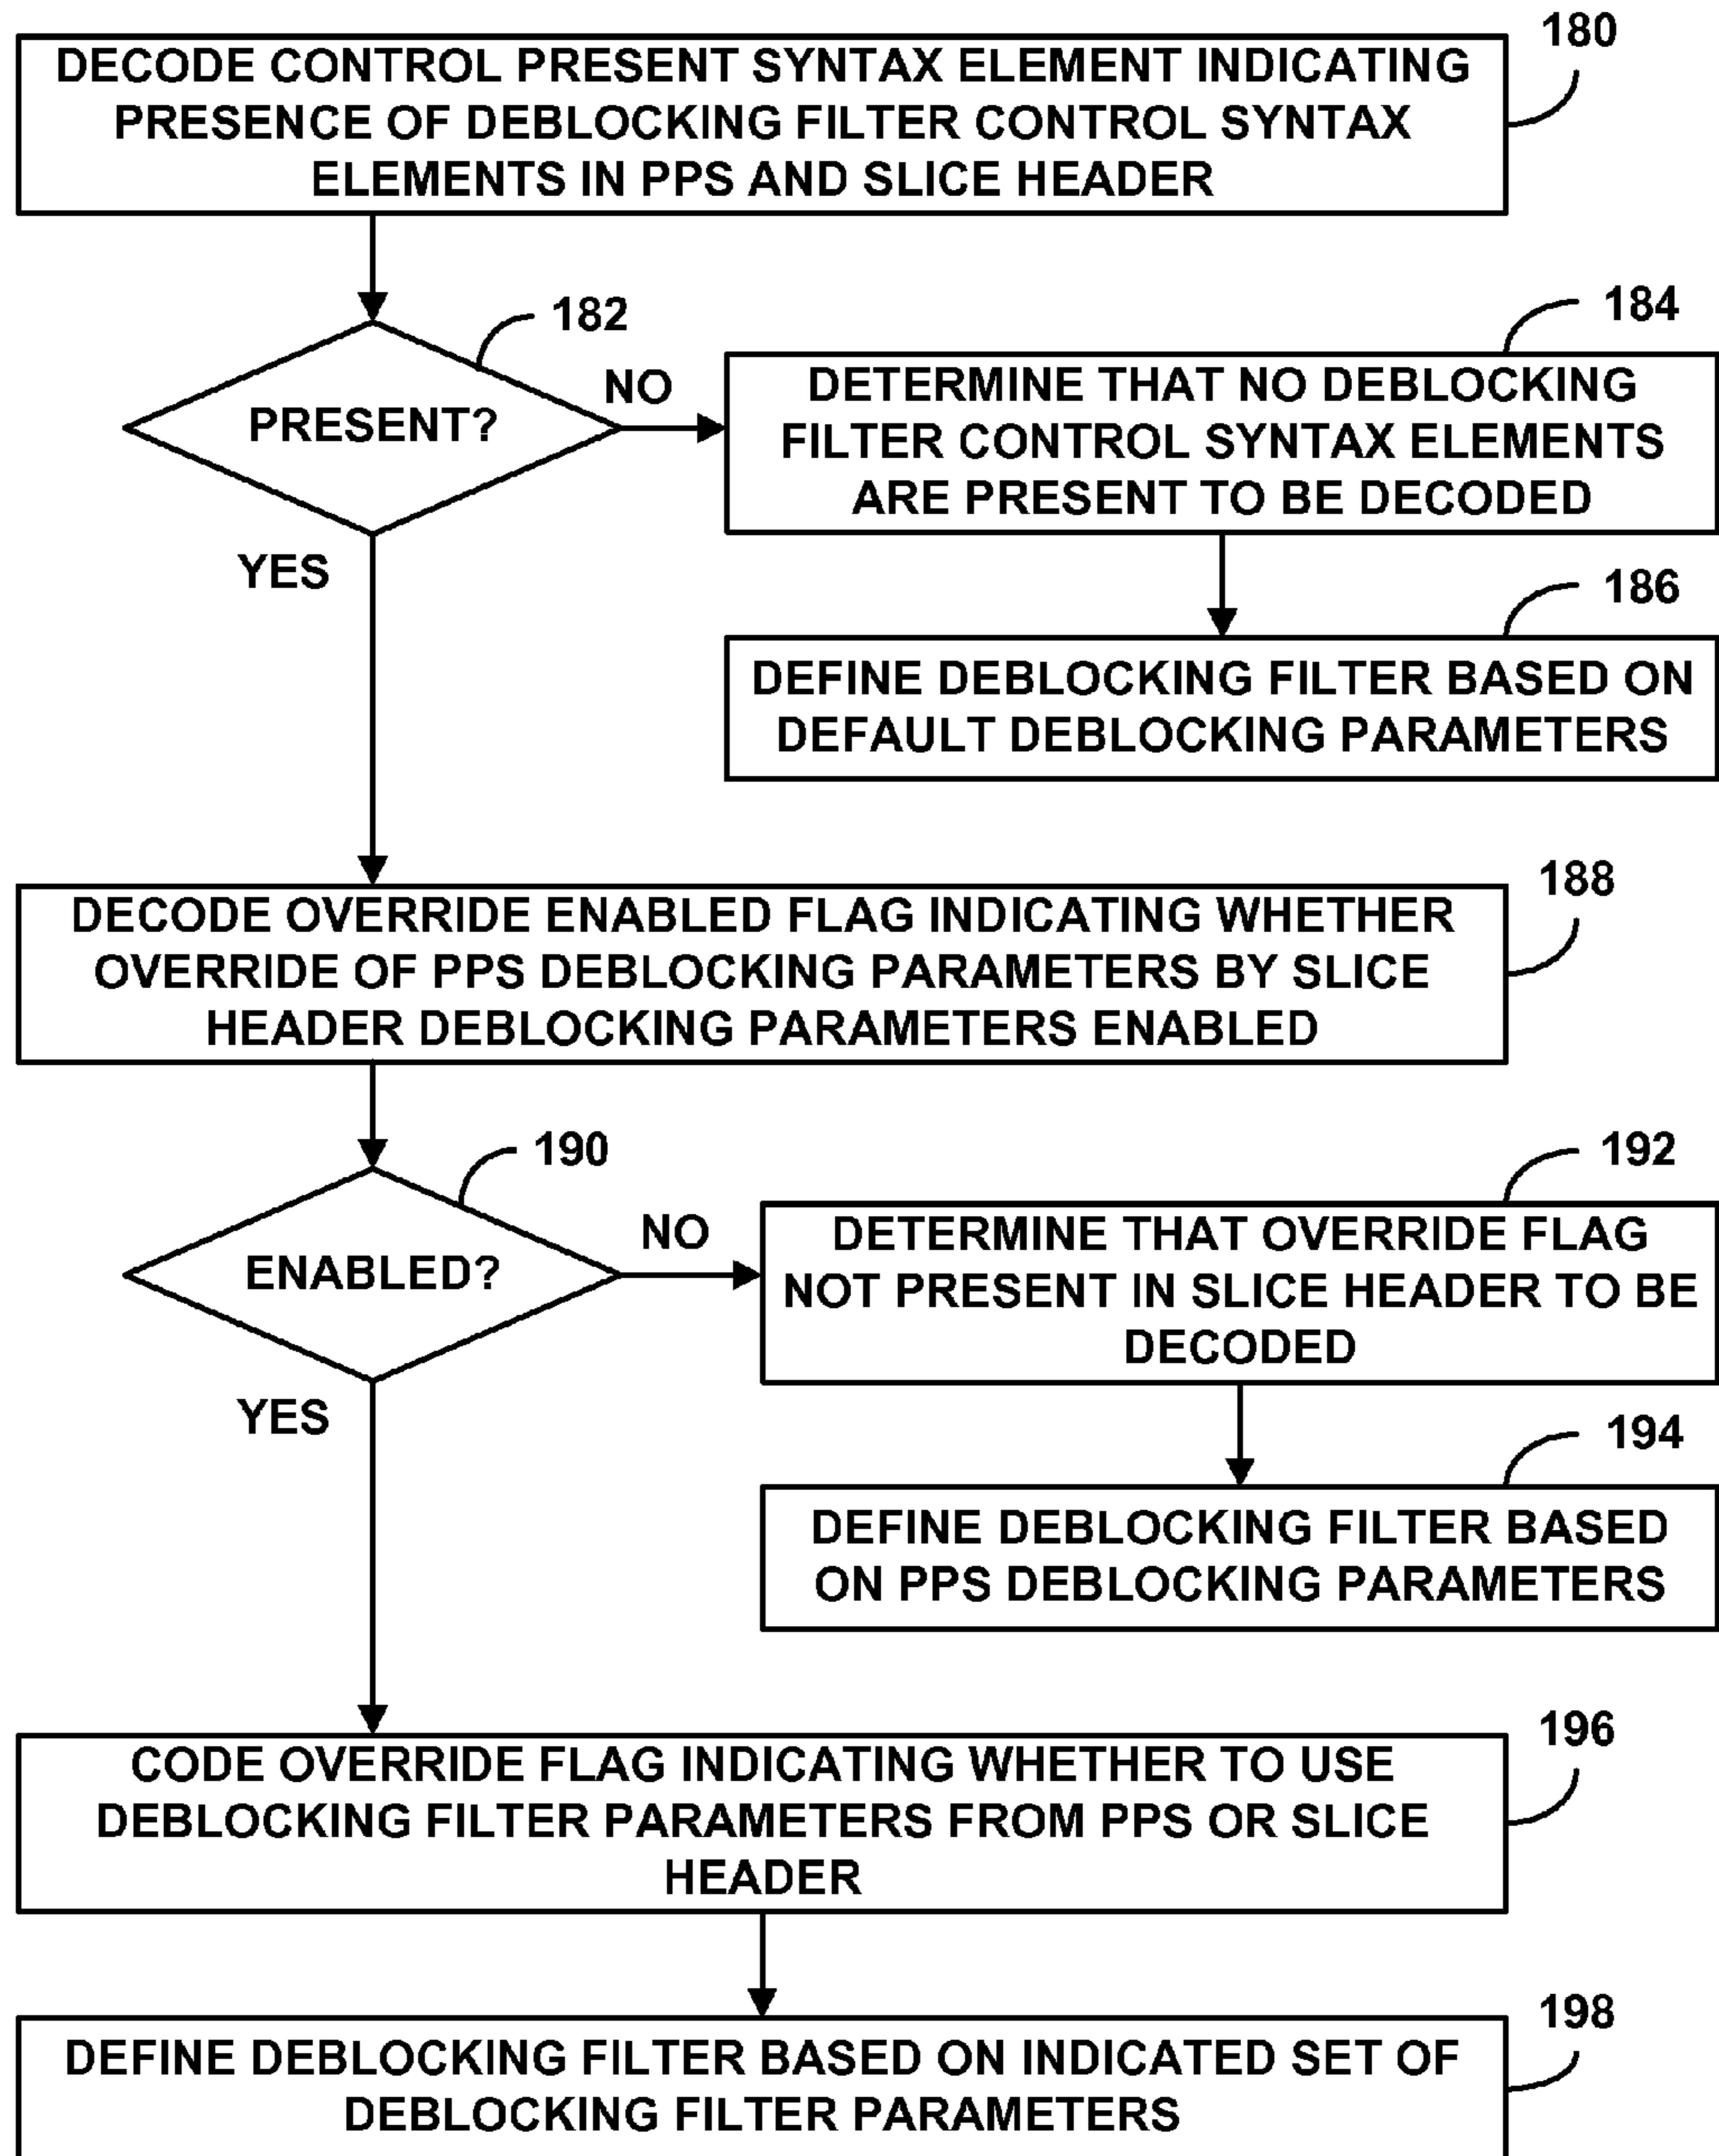 180
DECODE CONTROL PRESENT SYNTAX ELEMENT INDICATING
PRESENCE OF DEBLOCKING FILTER CONTROL SYNTAX
ELEMENTS IN PPS AND SLICE HEADER
182
PRESENT?
NO
YES
184
DETERMINE THAT NO DEBLOCKING
FILTER CONTROL SYNTAX ELEMENTS
ARE PRESENT TO BE DECODED
186
DEFINE DEBLOCKING FILTER BASED ON
DEFAULT DEBLOCKING PARAMETERS
188
DECODE OVERRIDE ENABLED FLAG INDICATING WHETHER
OVERRIDE OF PPS DEBLOCKING PARAMETERS BY SLICE
HEADER DEBLOCKING PARAMETERS ENABLED
190
ENABLED?
NO
YES
192
DETERMINE THAT OVERRIDE FLAG
NOT PRESENT IN SLICE HEADER TO BE
DECODED
194
DEFINE DEBLOCKING FILTER BASED
ON PPS DEBLOCKING PARAMETERS
196
CODE OVERRIDE FLAG INDICATING WHETHER TO USE
DEBLOCKING FILTER PARAMETERS FROM PPS OR SLICE
HEADER
198
DEFINE DEBLOCKING FILTER BASED ON INDICATED SET OF
DEBLOCKING FILTER PARAMETERS